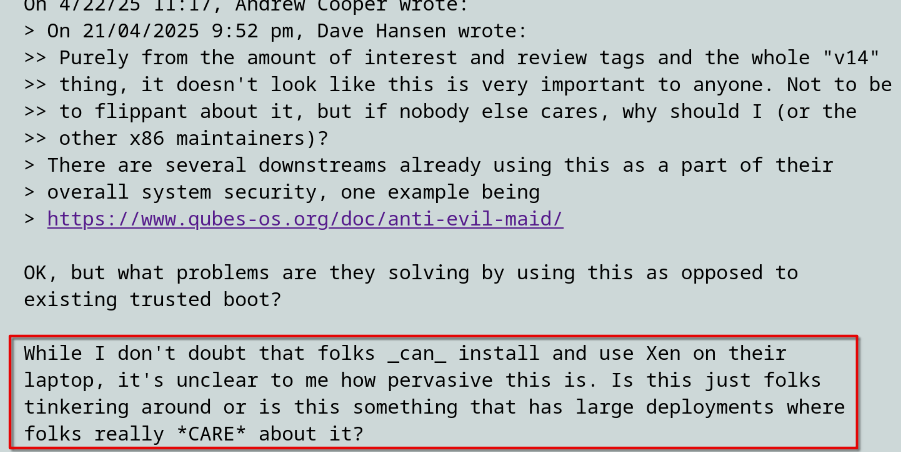 On 4/22/25 11:17, Andrew Cooper wrote:
> On 21/04/2025 9:52 pm, Dave Hansen wrote:
>> Purely from the amount of interest and review tags and the whole "v14"
>> thing, it doesn't look like this is very important to anyone. Not to be
>> to flippant about it, but if nobody else cares, why should I (or the
>> other x86 maintainers)?
> There are several downstreams already using this as a part of their
> overall system security, one example being
> https://www.qubes-os.org/doc/anti-evil-maid/
OK, but what problems are they solving by using this as opposed to
existing trusted boot?
While I don't doubt that folks _can_ install and use Xen on their
laptop, it's unclear to me how pervasive this is. Is this just folks
tinkering around or is this something that has large deployments where
folks really *CARE* about it?